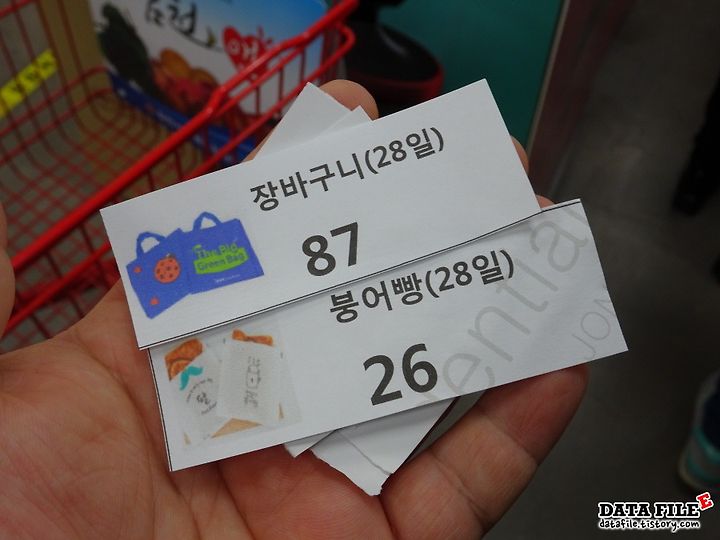 장바구니(28일)
87
The Big
Green Bag
붕어빵(28일)
26
DATA FILE
datafile.tistory.com